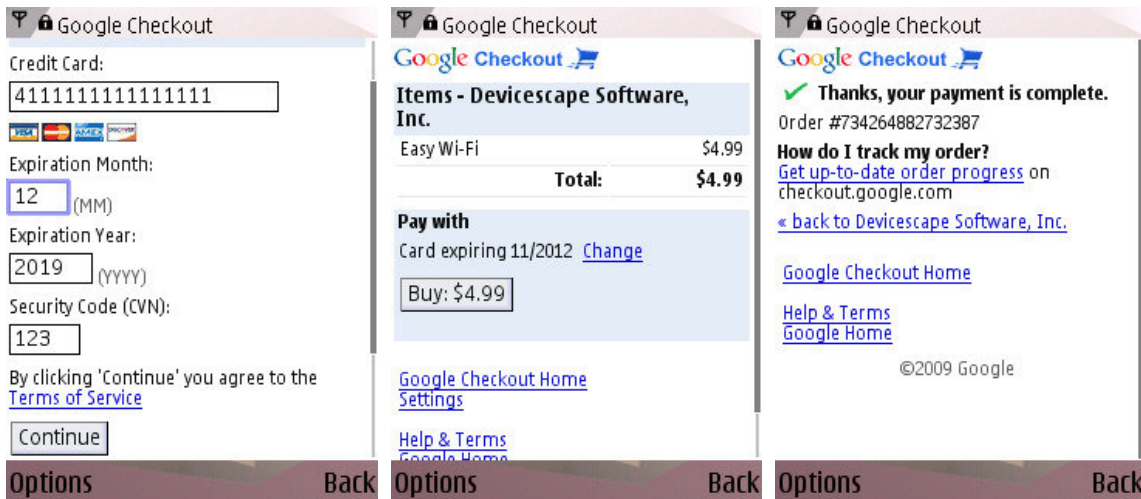 Google Checkout
Credit Card:
4111111111111111
VISA AMEX DISCOVER
Expiration Month:
12 (MM)
Expiration Year:
2019 (YYYY)
Security Code (CVN):
123
By clicking 'Continue' you agree to the
Terms of Service
Continue
Options Back
Google Checkout
Google Checkout
Items - Devicescape Software,
Inc.
Easy Wi-Fi $4.99
Total: $4.99
Pay with
Card expiring 11/2012 Change
Buy: $4.99
Google Checkout Home
Settings
Help & Terms
Google Home
Options Back
Google Checkout
Google Checkout
Thanks, your payment is complete.
Order #734264882732387
How do I track my order?
Get up-to-date order progress on
checkout.google.com
« back to Devicescape Software, Inc.
Google Checkout Home
Help & Terms
Google Home
©2009 Google
Options Back